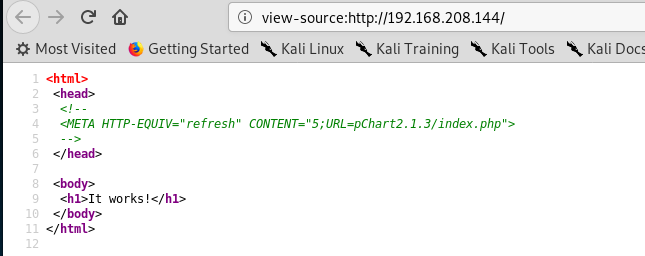 view-source:http://192.168.208.144/
Most Visited Getting Started Kali Linux Kali Training Kali Tools Kali Docs
1 <html>
2 <head>
3 <!--
4 <META HTTP-EQUIV="refresh" CONTENT="5;URL=pChart2.1.3/index.php">
5 -->
6 </head>
7
8 <body>
9 <h1>It works!</h1>
10 </body>
11 </html>
12